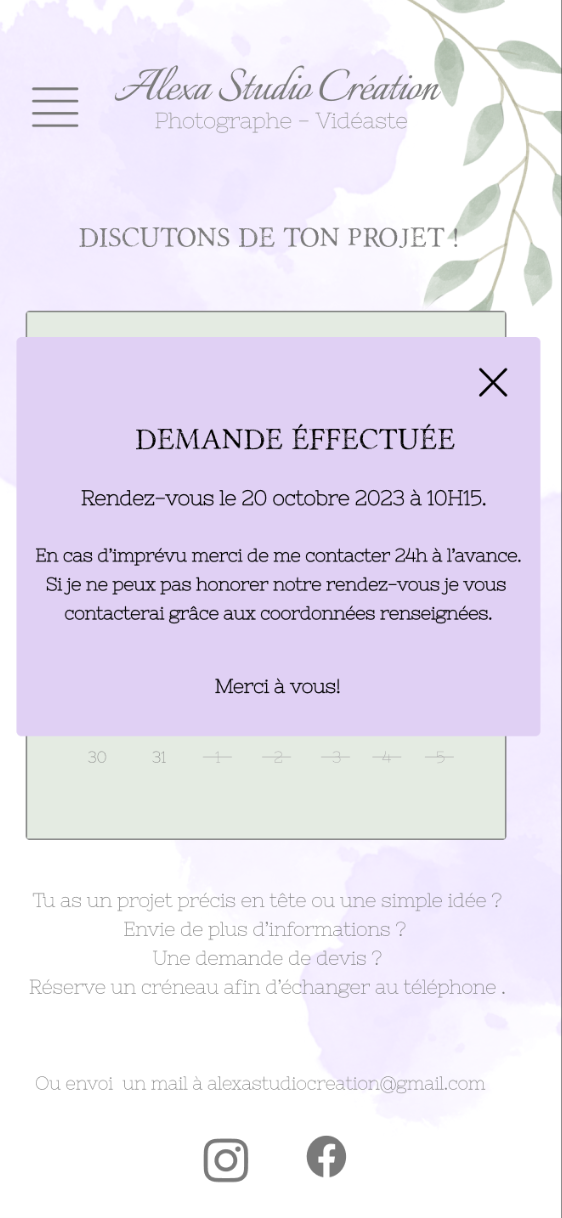 Alexa Studio Création
Photographe - Vidéaste
DISCUTONS DE TON PROJET !
DEMANDE ÉFFECTUÉE
Rendez-vous le 20 octobre 2023 à 10H15.
En cas d'imprévu merci de me contacter 24h à l'avance.
Si je ne peux pas honorer notre rendez-vous je vous
contacterai grâce aux coordonnées renseignées.
Merci à vous!
30 31 1 2 3 4 5
Tu as un projet précis en tête ou une simple idée ?
Envie de plus d'informations ?
Une demande de devis ?
Réserve un créneau afin d'échanger au téléphone .
Ou envoi  un mail à alexastudiocreation@gmail.com